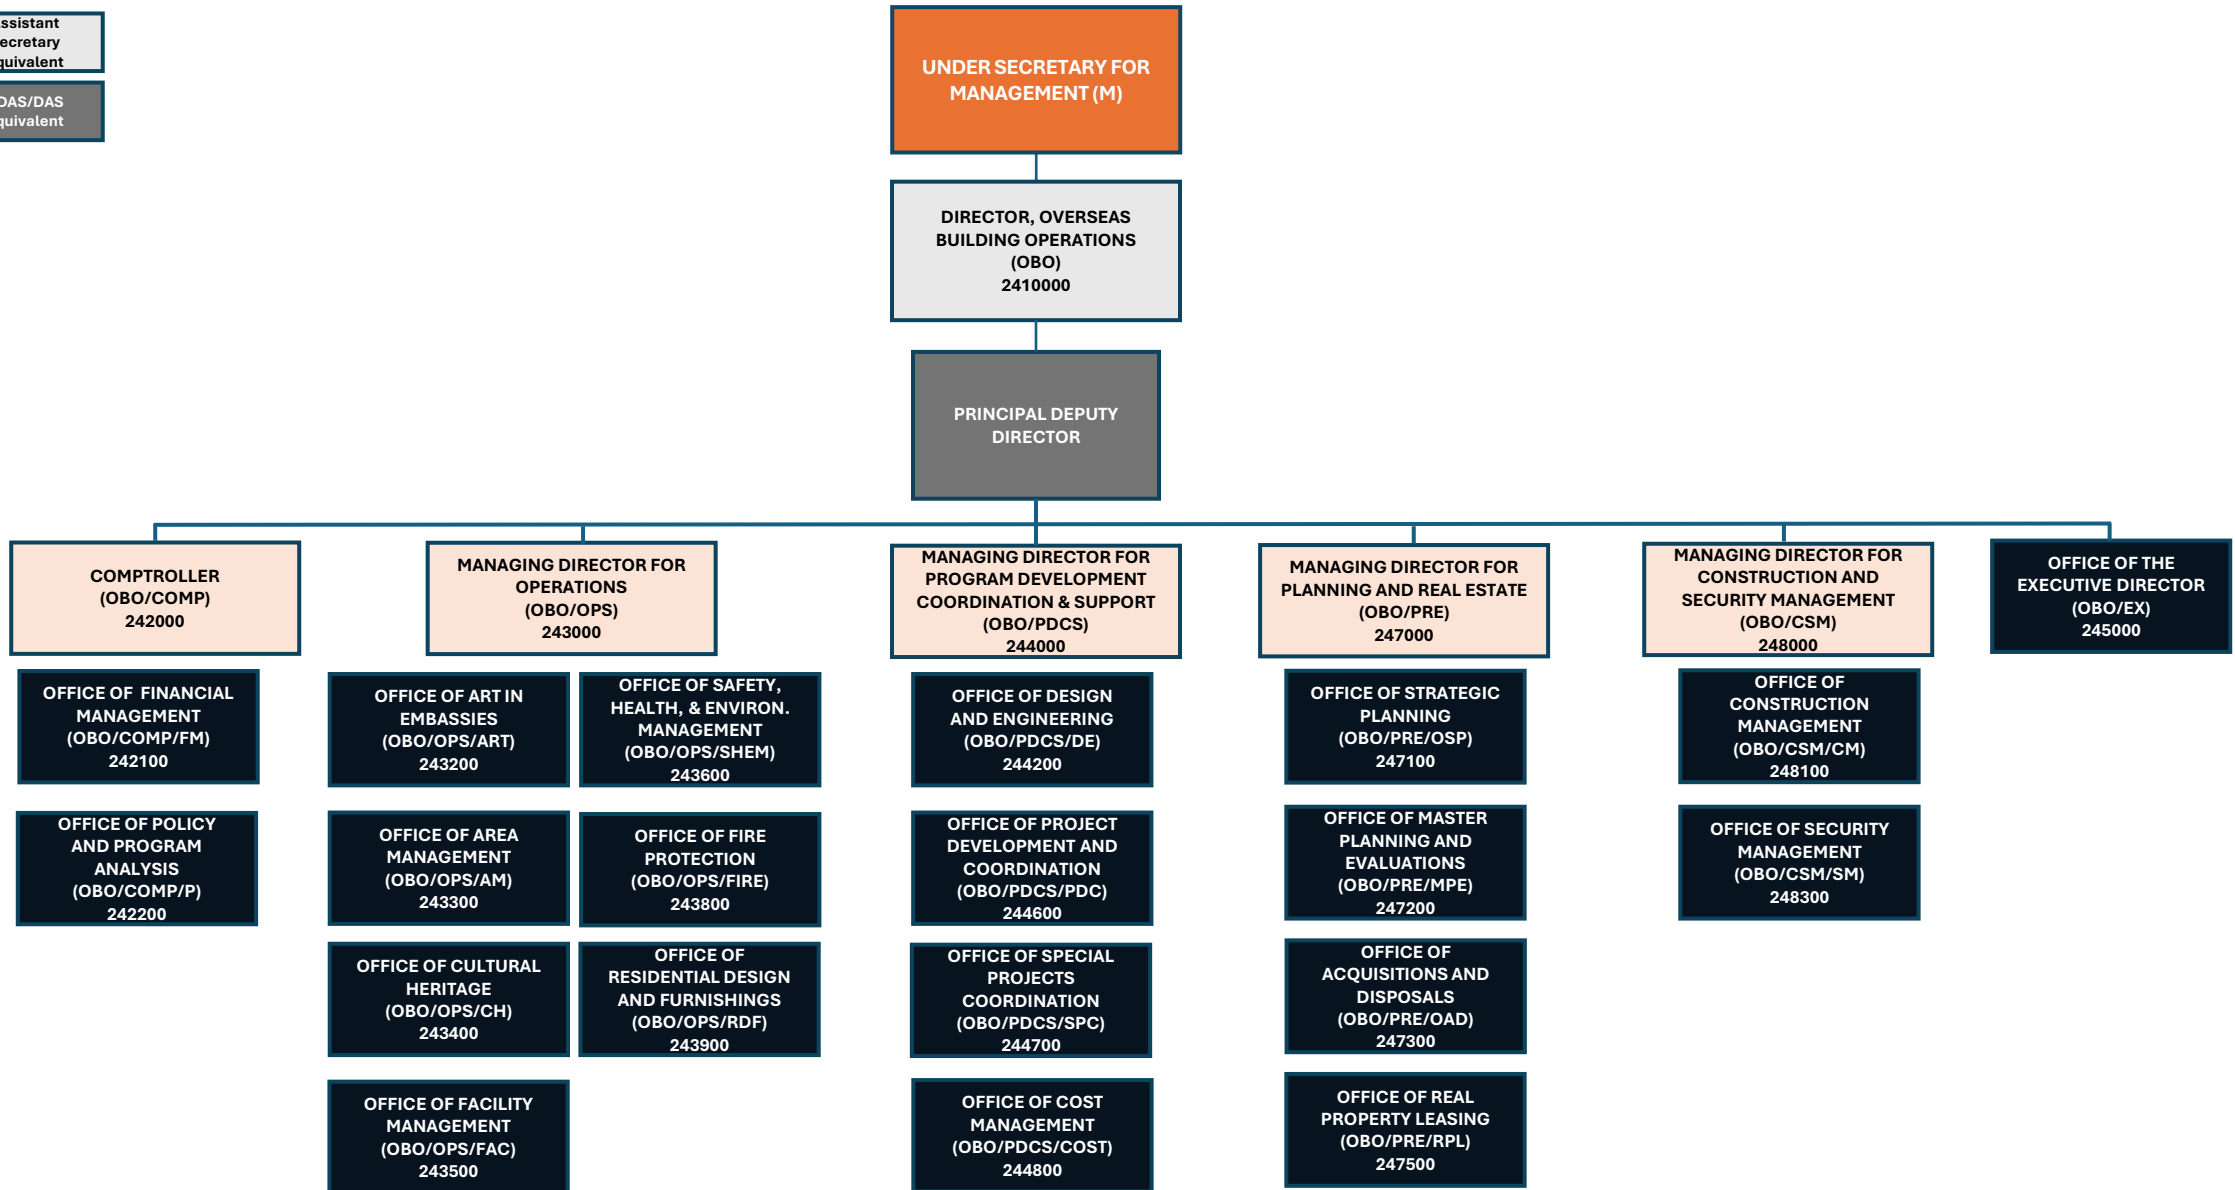 ssistant
ecretary
quivalent
DAS/DAS
quivalent
UNDER SECRETARY FOR
MANAGEMENT (M)
DIRECTOR, OVERSEAS
BUILDING OPERATIONS
(OBO)
2410000
PRINCIPAL DEPUTY
DIRECTOR
COMPTROLLER
(OBO/COMP)
242000
MANAGING DIRECTOR FOR
OPERATIONS
(OBO/OPS)
243000
MANAGING DIRECTOR FOR
PROGRAM DEVELOPMENT
COORDINATION & SUPPORT
(OBO/PDCS)
244000
MANAGING DIRECTOR FOR
PLANNING AND REAL ESTATE
(OBO/PRE)
247000
MANAGING DIRECTOR FOR
CONSTRUCTION AND
SECURITY MANAGEMENT
(OBO/CSM)
248000
OFFICE OF THE
EXECUTIVE DIRECTOR
(OBO/EX)
245000
OFFICE OF FINANCIAL
MANAGEMENT
(OBO/COMP/FM)
242100
OFFICE OF POLICY
AND PROGRAM
ANALYSIS
(OBO/COMP/P)
242200
OFFICE OF ART IN
EMBASSIES
(OBO/OPS/ART)
243200
OFFICE OF AREA
MANAGEMENT
(OBO/OPS/AM)
243300
OFFICE OF CULTURAL
HERITAGE
(OBO/OPS/CH)
243400
OFFICE OF FACILITY
MANAGEMENT
(OBO/OPS/FAC)
243500
OFFICE OF SAFETY,
HEALTH, & ENVIRON.
MANAGEMENT
(OBO/OPS/SHEM)
243600
OFFICE OF FIRE
PROTECTION
(OBO/OPS/FIRE)
243800
OFFICE OF
RESIDENTIAL DESIGN
AND FURNISHINGS
(OBO/OPS/RDF)
243900
OFFICE OF DESIGN
AND ENGINEERING
(OBO/PDCS/DE)
244200
OFFICE OF PROJECT
DEVELOPMENT AND
COORDINATION
(OBO/PDCS/PDC)
244600
OFFICE OF SPECIAL
PROJECTS
COORDINATION
(OBO/PDCS/SPC)
244700
OFFICE OF COST
MANAGEMENT
(OBO/PDCS/COST)
244800
OFFICE OF STRATEGIC
PLANNING
(OBO/PRE/OSP)
247100
OFFICE OF MASTER
PLANNING AND
EVALUATIONS
(OBO/PRE/MPE)
247200
OFFICE OF
ACQUISITIONS AND
DISPOSALS
(OBO/PRE/OAD)
247300
OFFICE OF REAL
PROPERTY LEASING
(OBO/PRE/RPL)
247500
OFFICE OF
CONSTRUCTION
MANAGEMENT
(OBO/CSM/CM)
248100
OFFICE OF SECURITY
MANAGEMENT
(OBO/CSM/SM)
248300